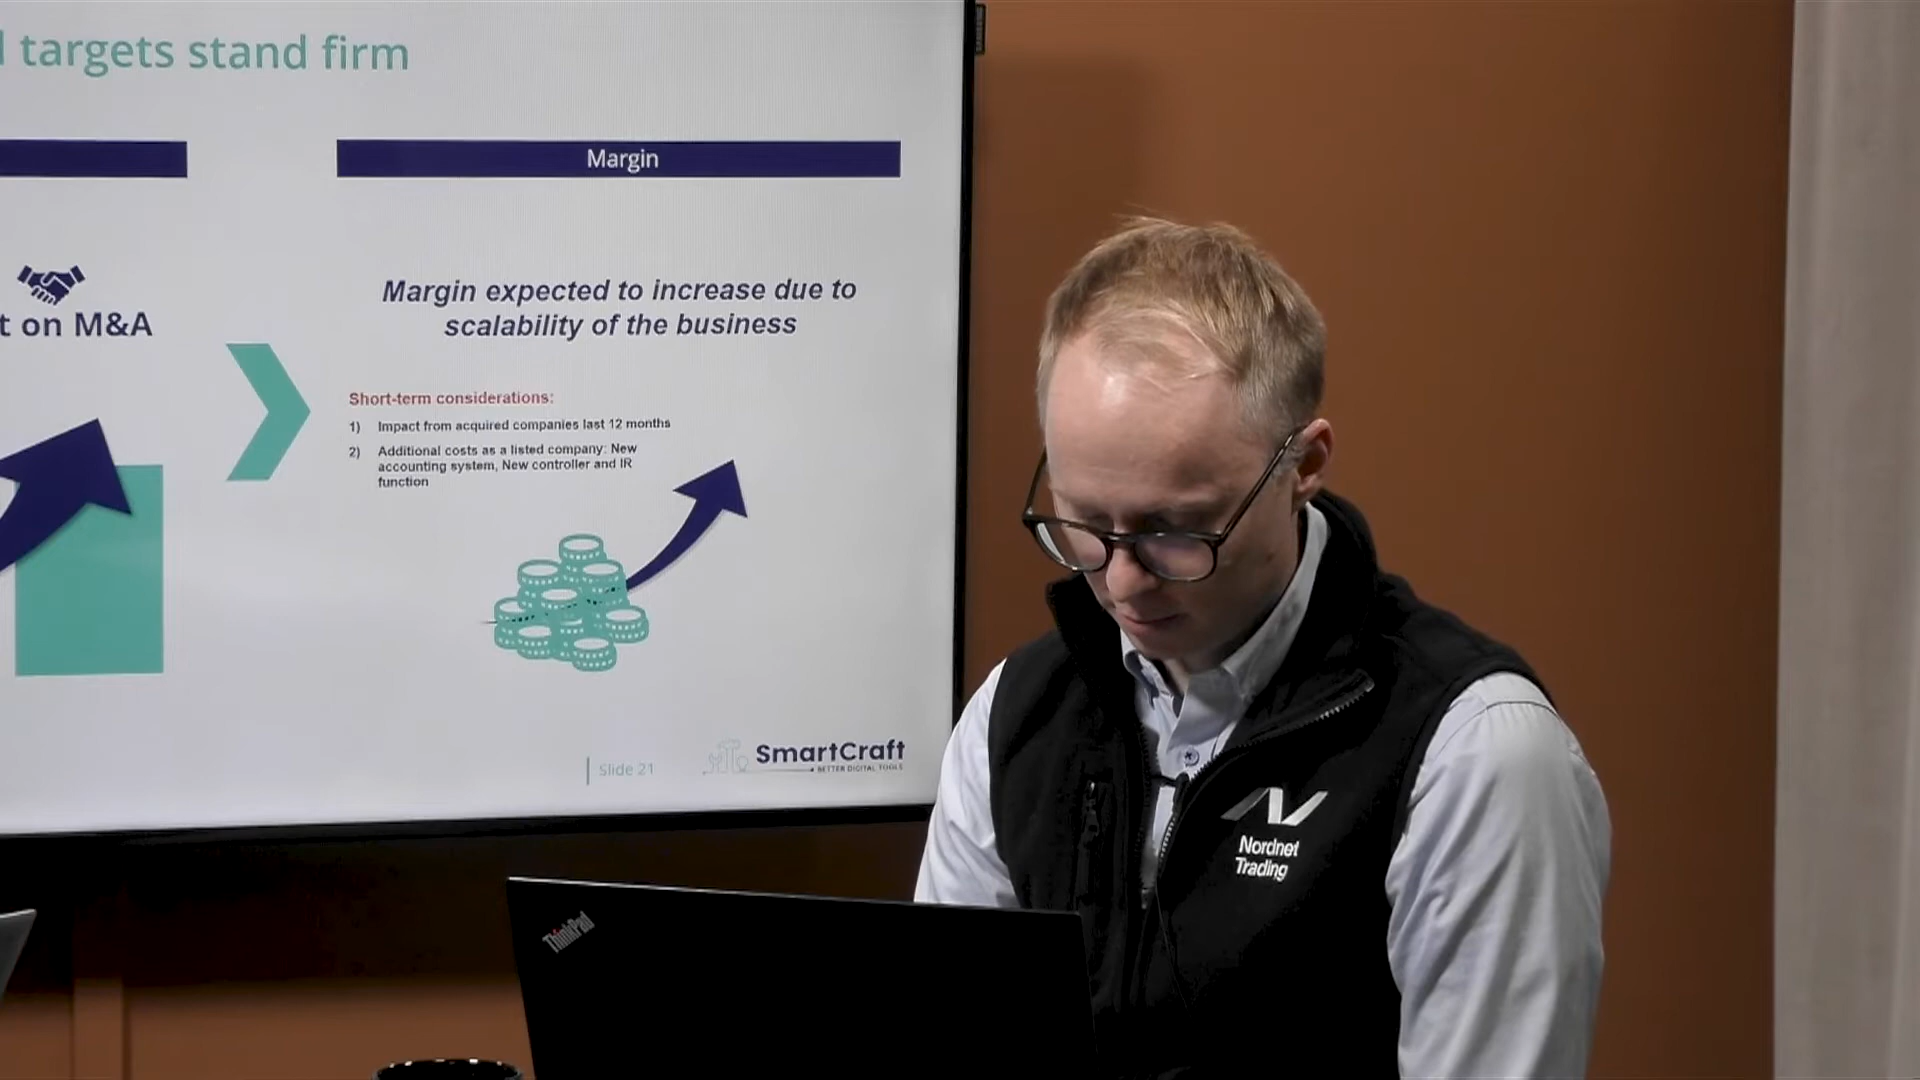 targets stand firm
Margin
t on M&A
Margin expected to increase due to
scalability of the business
Short-term considerations:
1) Impact from acquired companies last 12 months
2) Additional costs as a listed company: New
accounting system, New controller and IR
function
Slide 21
SmartCraft
BETTER DIGITAL TOOLS
Nordnet
Trading
ThinkPad